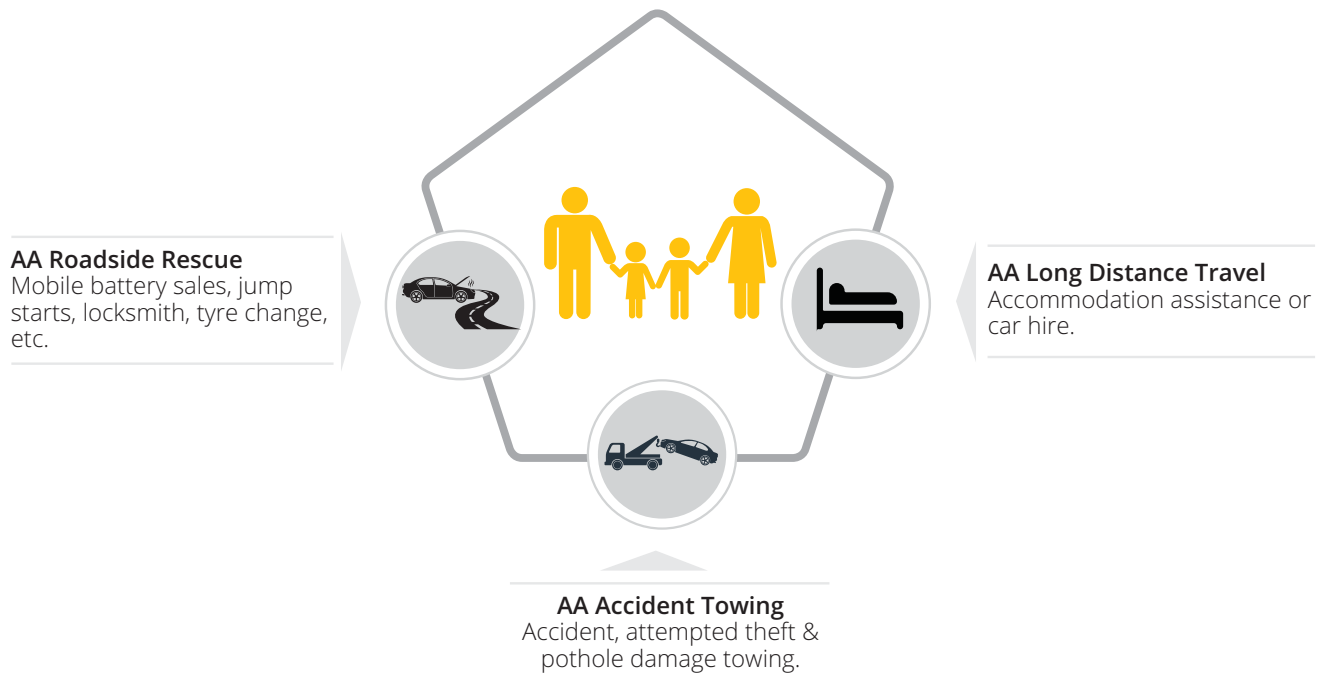 AA Roadside Rescue
Mobile battery sales, jump
starts, locksmith, tyre change,
etc.
AA Long Distance Travel
Accommodation assistance or
car hire.
AA Accident Towing
Accident, attempted theft &
pothole damage towing.